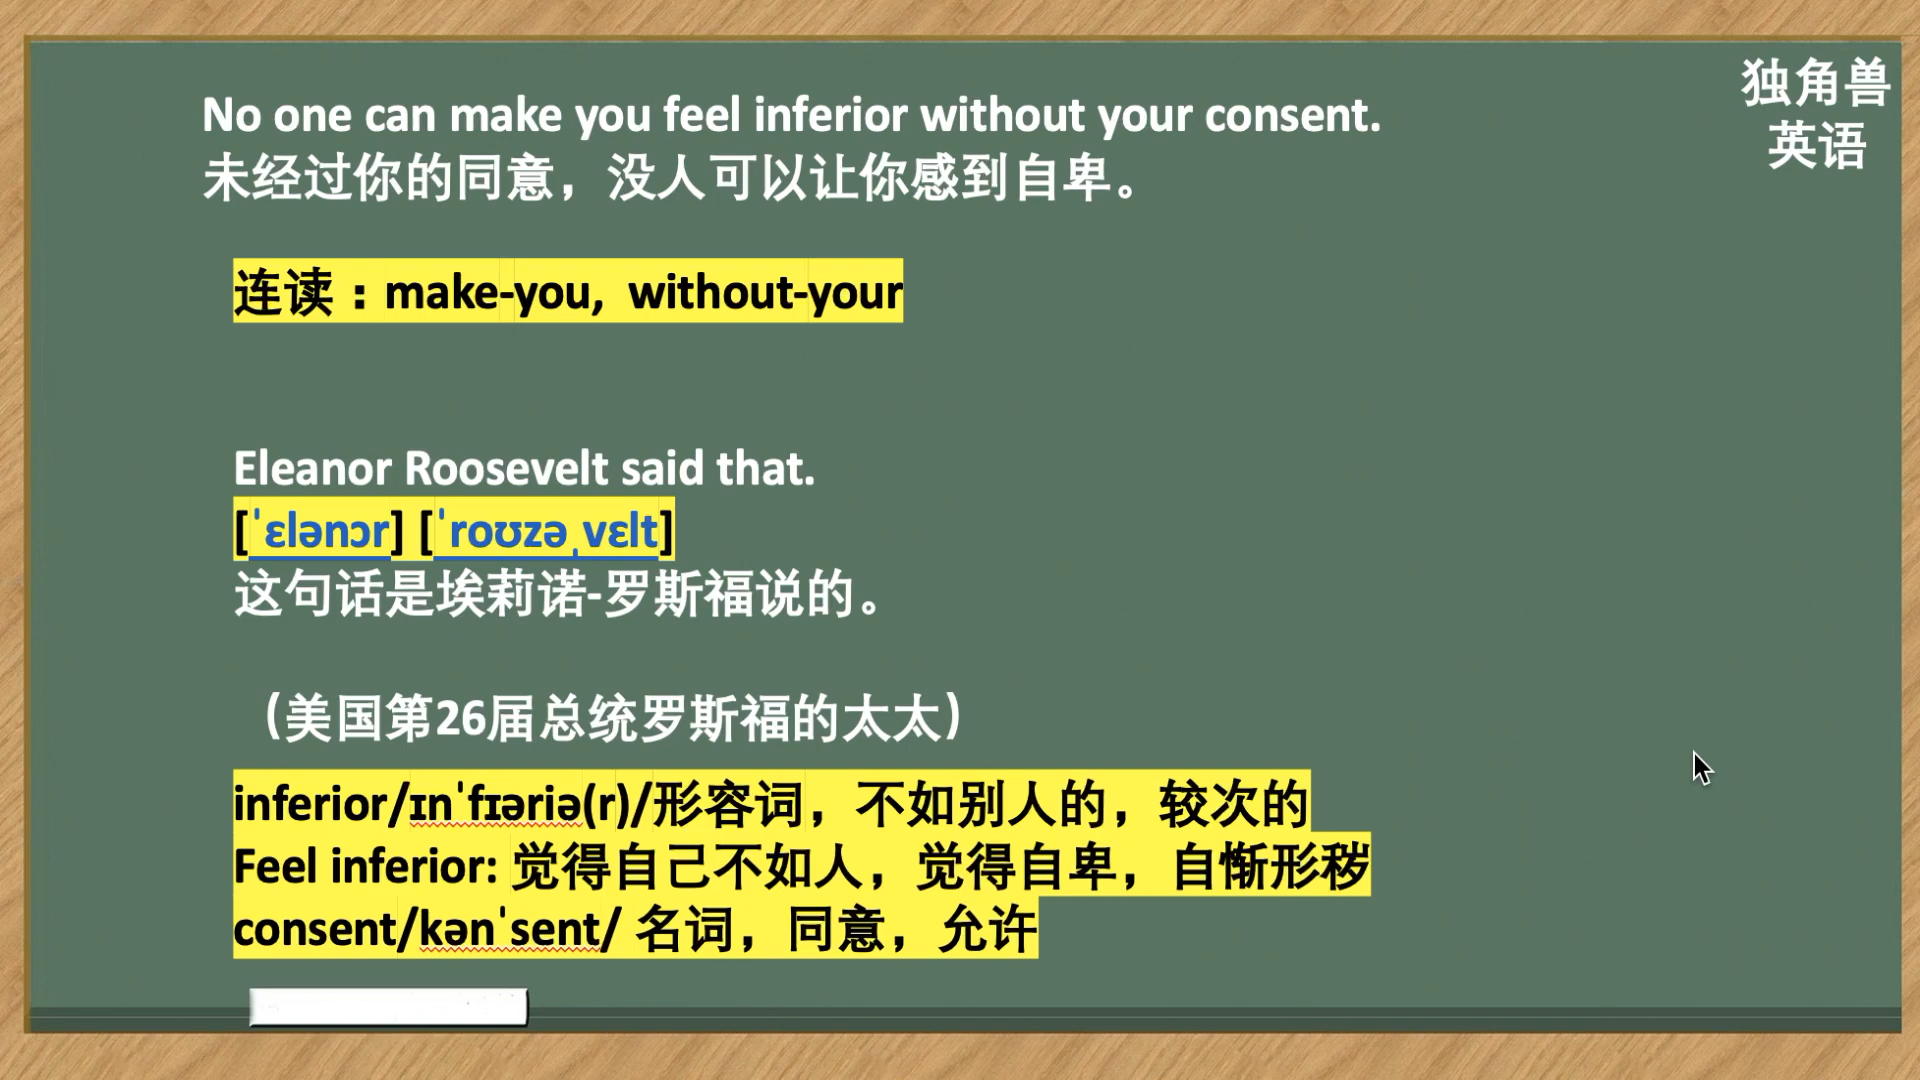 No one can make you feel inferior without your consent.
未经过你的同意，没人可以让你感到自卑。
独角兽
英语
连读：make-you, without-your
Eleanor Roosevelt said that.
[ˈɛlənɔr] [ˈroʊzəˌvɛlt]
这句话是埃莉诺-罗斯福说的。
（美国第26届总统罗斯福的太太）
inferior/ɪnˈfɪəriə(r)/形容词，不如别人的，较次的
Feel inferior: 觉得自己不如人，觉得自卑，自惭形秽
consent/kənˈsent/ 名词，同意，允许